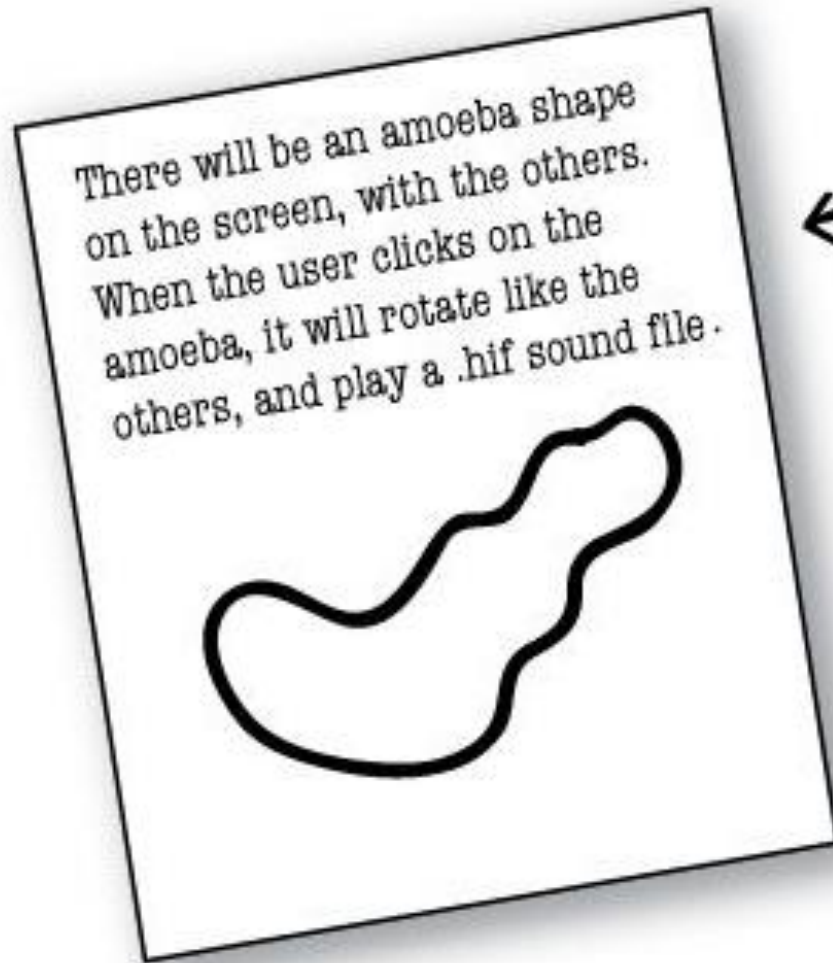 There will be an amoeba shape
on the screen, with the others.
When the user clicks on the
amoeba, it will rotate like the
others, and play a .hif sound file.